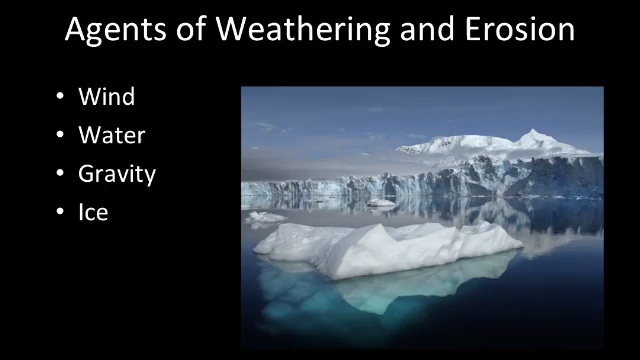 Agents of Weathering and Erosion
• Wind
• Water
• Gravity
• Ice